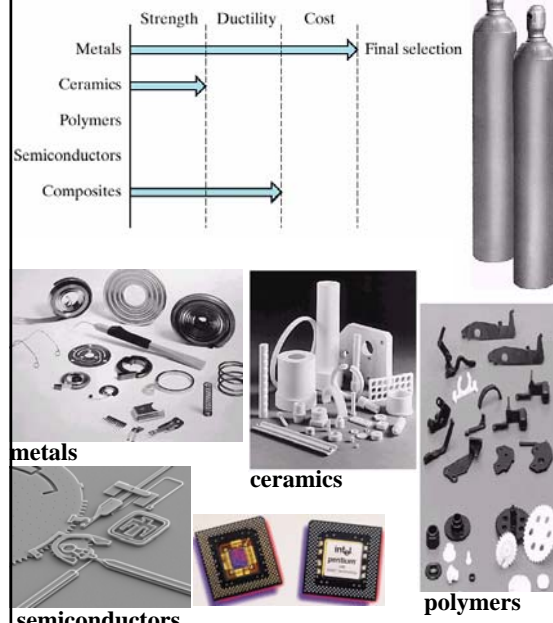 Strength Ductility Cost
Metals Final selection
Ceramics
Polymers
Semiconductors
Composites
metals
ceramics
intel
pentium
semiconductors
polymers